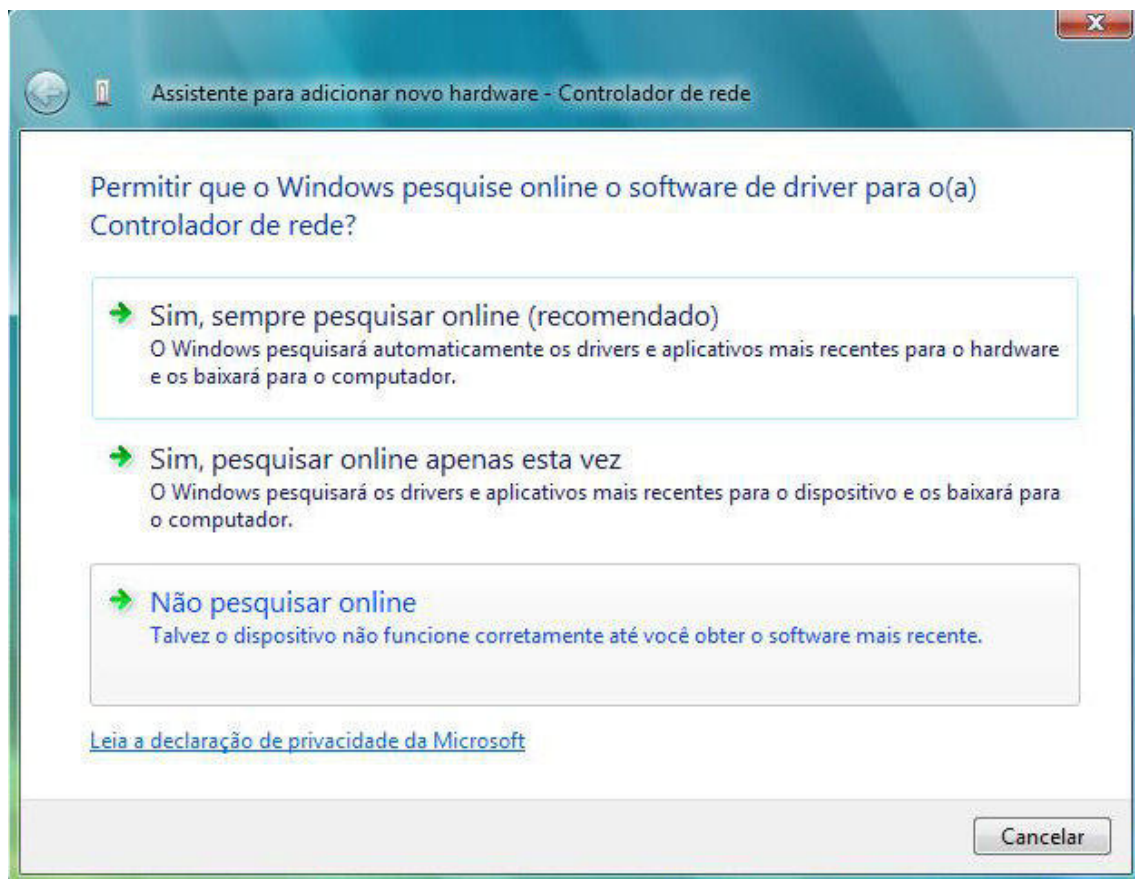 Assistente para adicionar novo hardware - Controlador de rede
Permitir que o Windows pesquise online o software de driver para o(a)
Controlador de rede?
Sim, sempre pesquisar online (recomendado)
O Windows pesquisará automaticamente os drivers e aplicativos mais recentes para o hardware
e os baixará para o computador.
Sim, pesquisar online apenas esta vez
O Windows pesquisará os drivers e aplicativos mais recentes para o dispositivo e os baixará para
o computador.
Não pesquisar online
Talvez o dispositivo não funcione corretamente até você obter o software mais recente.
Leia a declaração de privacidade da Microsoft
Cancelar